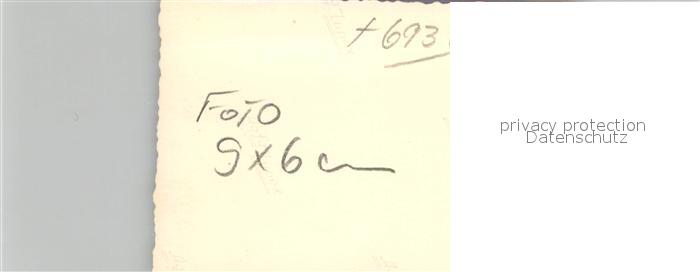 +693
Foto
9x6 cm
privacy protection
Datenschutz